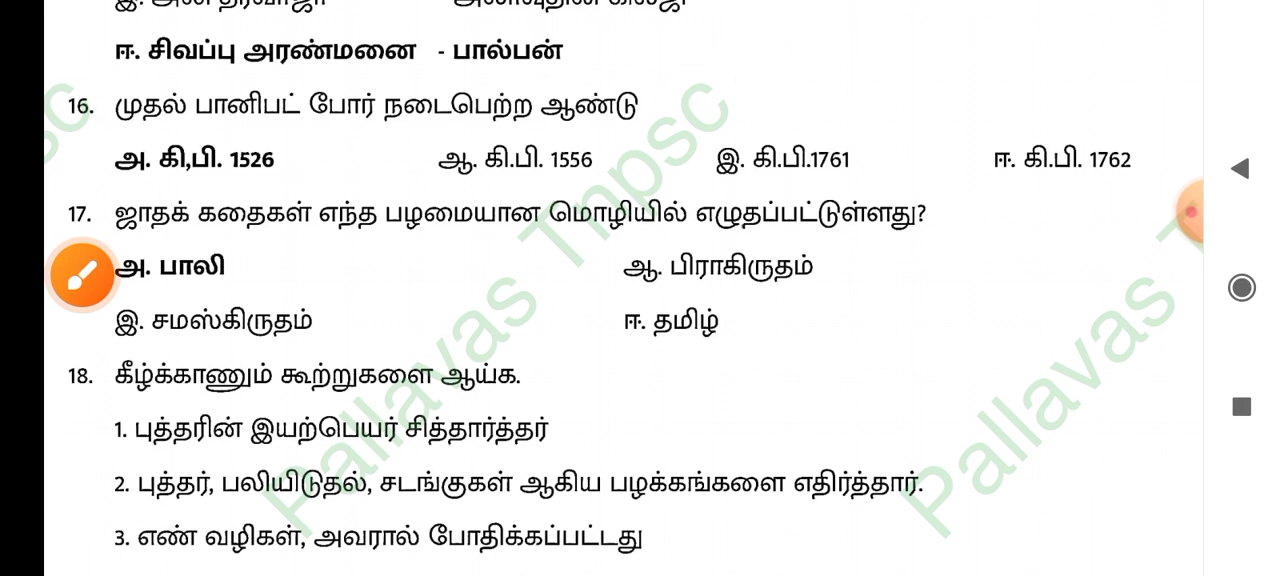 ஈ. சிவப்பு அரண்மனை - பால்பன்
16. முதல் பானிபட் போர் நடைபெற்ற ஆண்டு
அ. கி,பி. 1526 ஆ. கி.பி. 1556 இ. கி.பி.1761 ஈ. கி.பி. 1762
17. ஜாதக் கதைகள் எந்த பழமையான மொழியில் எழுதப்பட்டுள்ளது?
அ. பாலி ஆ. பிராகிருதம்
இ. சமஸ்கிருதம் ஈ. தமிழ்
18. கீழ்க்காணும் கூற்றுகளை ஆய்க.
1. புத்தரின் இயற்பெயர் சித்தார்த்தர்
2. புத்தர், பலியிடுதல், சடங்குகள் ஆகிய பழக்கங்களை எதிர்த்தார்.
3. எண் வழிகள், அவரால் போதிக்கப்பட்டது
Pallavas Tnpsc
Pallavas T
sc